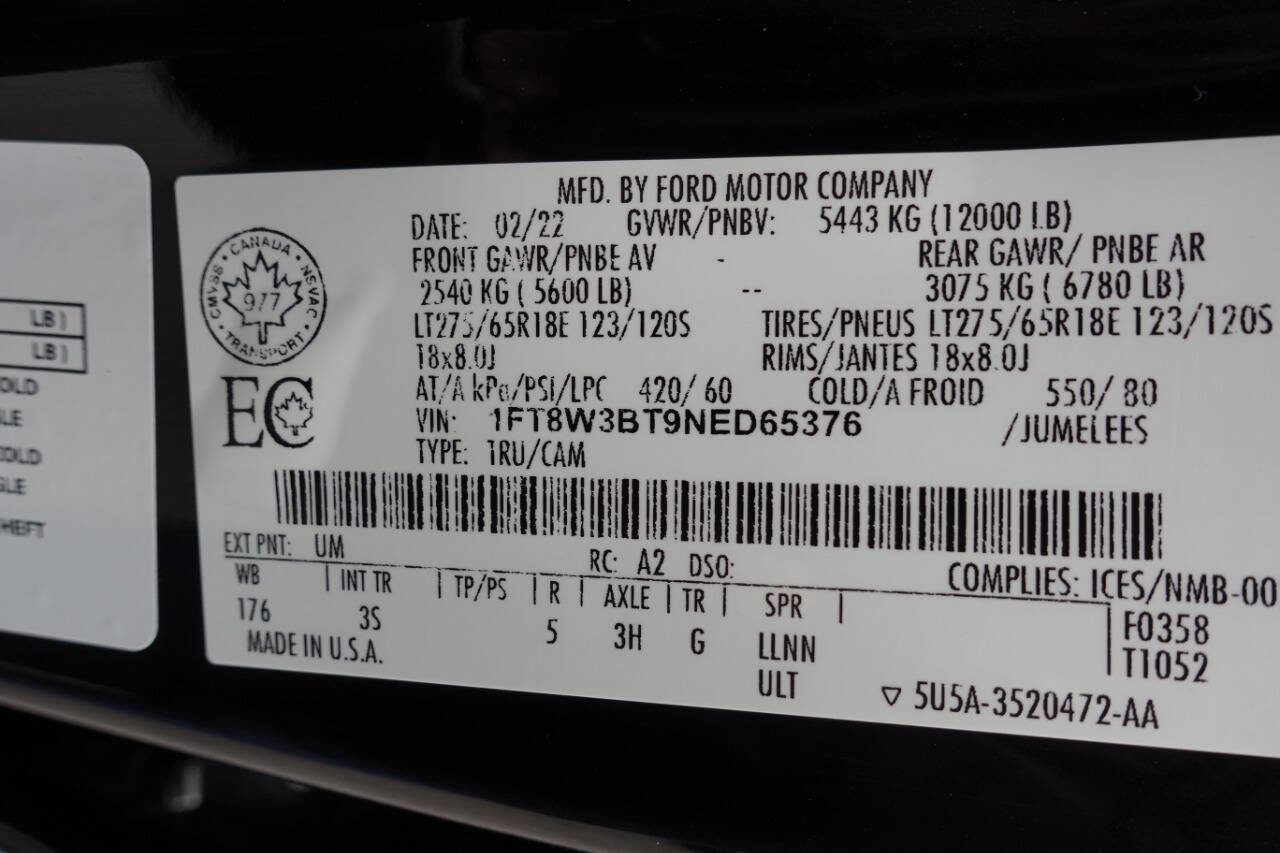 LB)
LB)
COLD
COLD
MFD. BY FORD MOTOR COMPANY
DATE: 02/22 GVWR/PNBV: 5443 KG (12000 LB)
FRONT GAWR/PNBE AV - REAR GAWR/ PNBE AR
2540 KG ( 5600 LB) -- 3075 KG ( 6780 LB)
LT275/65R18E 123/120S TIRES/PNEUS LT275/65R18E 123/120S
18x8.0J RIMS/JANTES 18x8.0J
AT/A kPa/PSI/LPC 420/ 60 COLD/A FROID 550/ 80
VIN: 1FT8W3BT9NED65376 /JUMELEES
TYPE: TRU/CAM
CANADA
CMVSS 977 NSVAC
TRANSPORT
EC
EXT PNT: UM RC: A2 DSO:
COMPLIES: ICES/NMB-00
WB | INT TR | TP/PS | R | AXLE | TR | SPR |
176 3S 5 3H G LLNN
F0358
T1052
MADE IN U.S.A. ULT
▽ 5U5A-3520472-AA